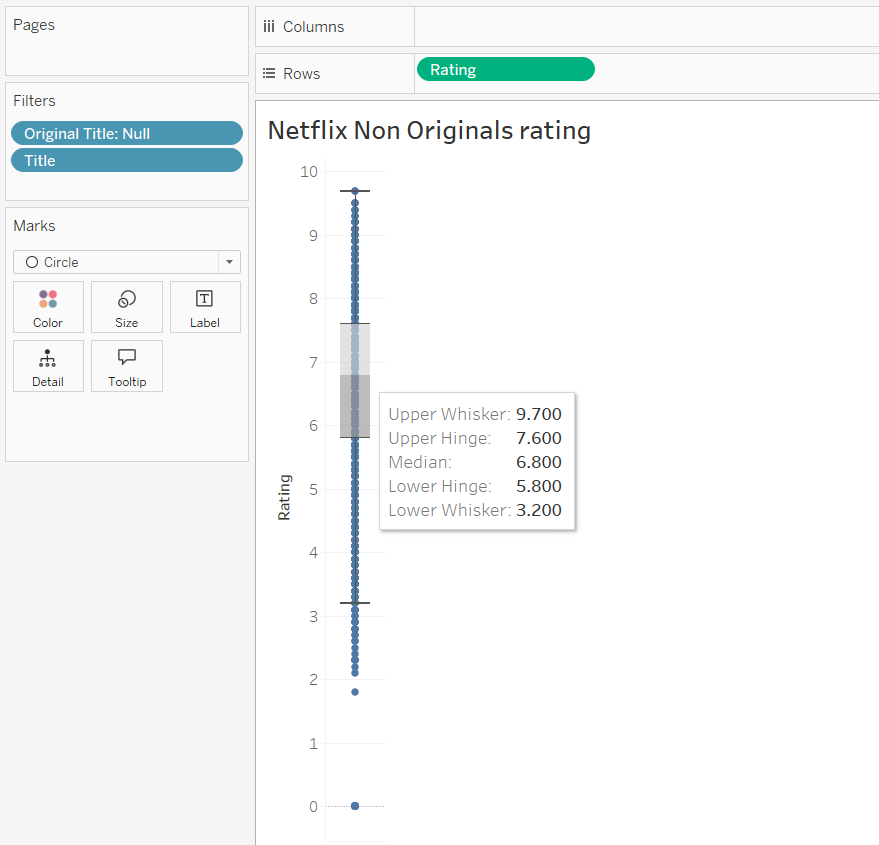 Pages
Filters
Original Title: Null
Title
Marks
Circle
Color
Size
Label
Detail
Tooltip
Columns
Rows
Rating
Netflix Non Originals rating
10
9
8
7
6
5
4
3
2
1
0
Rating
Upper Whisker: 9.700
Upper Hinge: 7.600
Median: 6.800
Lower Hinge: 5.800
Lower Whisker: 3.200